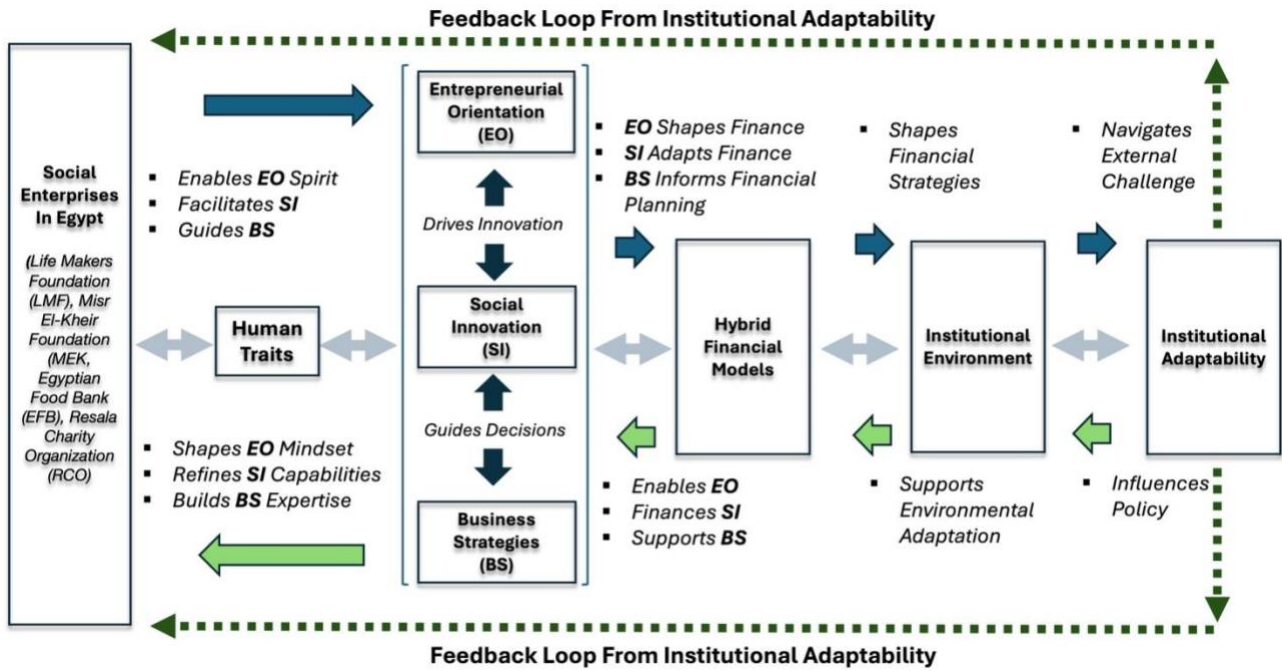 Feedback Loop From Institutional Adaptability
Social
Enterprises
In Egypt
(Life Makers
Foundation
(LMF), Misr
El-Kheir
Foundation
(MEK,
Egyptian
Food Bank
(EFB), Resala
Charity
Organization
(RCO)
▪ Enables EO Spirit
▪ Facilitates SI
▪ Guides BS
Human
Traits
▪ Shapes EO Mindset
▪ Refines SI Capabilities
▪ Builds BS Expertise
Entrepreneurial
Orientation
(EO)
Drives Innovation
Social
Innovation
(SI)
Guides Decisions
Business
Strategies
(BS)
▪ EO Shapes Finance
▪ SI Adapts Finance
▪ BS Informs Financial
Planning
Hybrid
Financial
Models
▪ Enables EO
▪ Finances SI
▪ Supports BS
▪ Shapes
Financial
Strategies
Institutional
Environment
▪ Supports
Environmental
Adaptation
▪ Navigates
External
Challenge
Institutional
Adaptability
▪ Influences
Policy
Feedback Loop From Institutional Adaptability